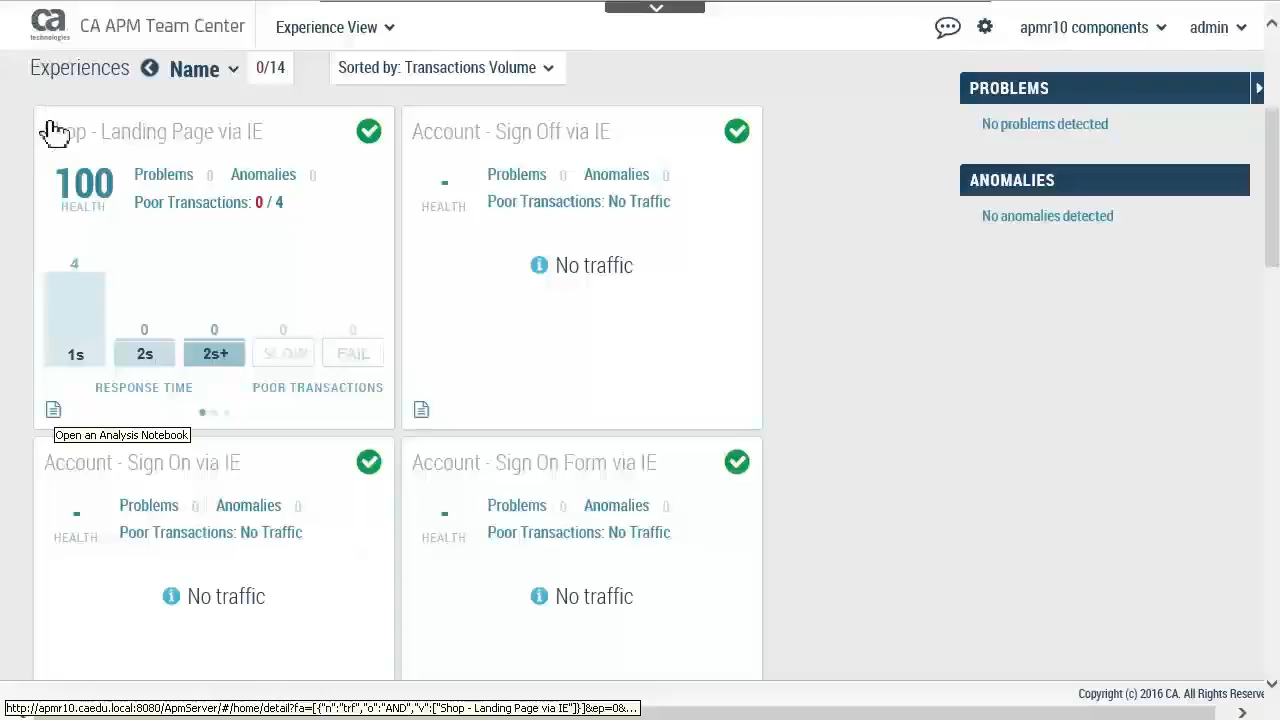 ca
technologies
CA APM Team Center
Experience View
apmr10 components
admin
Experiences
Name
0/14
Sorted by: Transactions Volume
PROBLEMS
No problems detected
ANOMALIES
No anomalies detected
Shop - Landing Page via IE
100
HEALTH
Problems 0 Anomalies 0
Poor Transactions: 0 / 4
4
0
0
0
0
1s
2s
2s+
SLOW
FAIL
RESPONSE TIME
POOR TRANSACTIONS
Open an Analysis Notebook
Account - Sign Off via IE
-
HEALTH
Problems 0 Anomalies 0
Poor Transactions: No Traffic
No traffic
Account - Sign On via IE
-
HEALTH
Problems 0 Anomalies 0
Poor Transactions: No Traffic
No traffic
Account - Sign On Form via IE
-
HEALTH
Problems 0 Anomalies 0
Poor Transactions: No Traffic
No traffic
Copyright (c) 2016 CA. All Rights Reserve
http://apmr10.caedu.local:8080/ApmServer/#/home/detail?fa=[{"n":"trf","o":"AND","v":["Shop - Landing Page via IE"]}]&ep=0&...